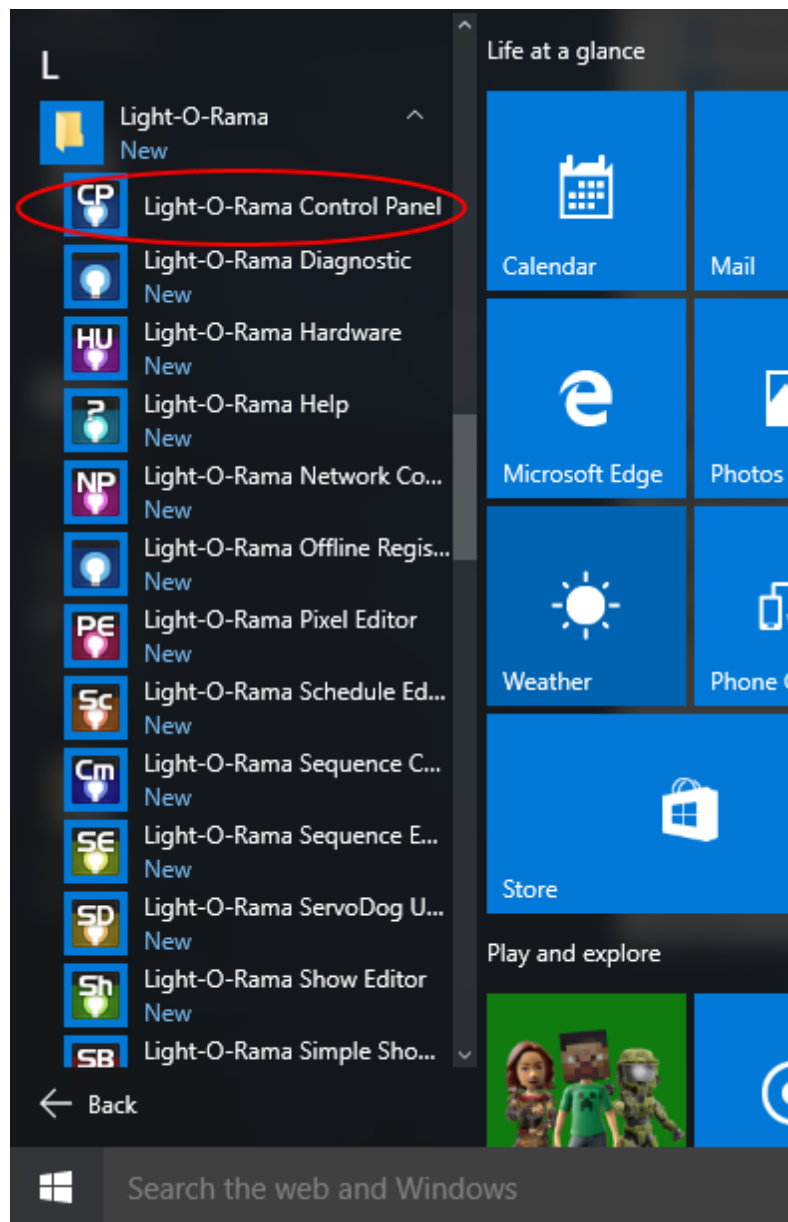 L
Light-O-Rama
New
CP
Light-O-Rama Control Panel
Light-O-Rama Diagnostic
New
HU
Light-O-Rama Hardware
New
?
Light-O-Rama Help
New
NP
Light-O-Rama Network Co...
New
Light-O-Rama Offline Regis...
New
PE
Light-O-Rama Pixel Editor
New
Sc
Light-O-Rama Schedule Ed...
New
Cm
Light-O-Rama Sequence C...
New
SE
Light-O-Rama Sequence E...
New
SD
Light-O-Rama ServoDog U...
New
Sh
Light-O-Rama Show Editor
New
SB
Light-O-Rama Simple Sho...
Back
Search the web and Windows
Life at a glance
Calendar
Mail
Microsoft Edge
Photos
Weather
Phone
Store
Play and explore